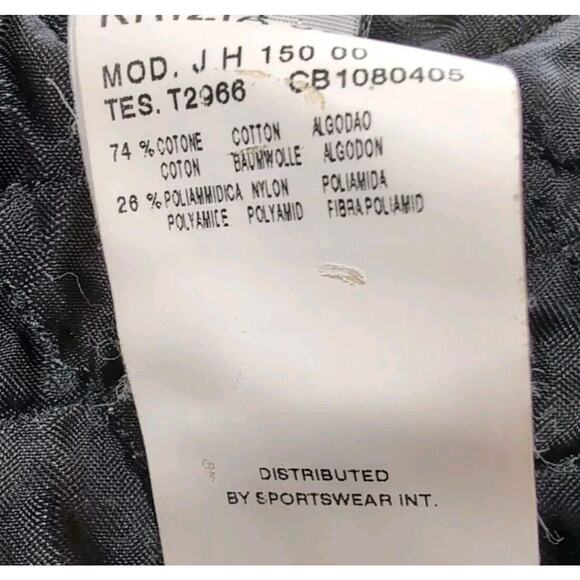 MOD. J H 150 00
TES. T2966 CB1080405
74 % COTONE COTTON ALGODAO
COTON BAUMWOLLE ALGODON
26 % POLIAMMIDICA NYLON POLIAMIDA
POLYAMICE POLYAMID FIBRA POLIAMID
DISTRIBUTED
BY SPORTSWEAR INT.